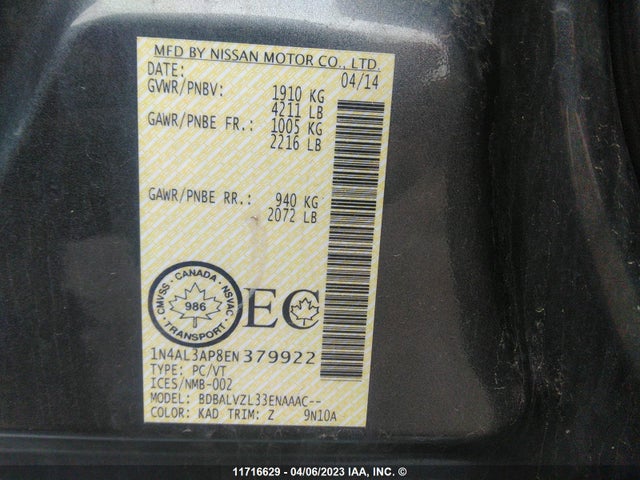 MFD BY NISSAN MOTOR CO., LTD.
DATE: 04/14
GVWR/PNBV: 1910 KG
4211 LB
GAWR/PNBE FR.: 1005 KG
2216 LB
GAWR/PNBE RR.: 940 KG
2072 LB
CMVSS - CANADA - NSVAC
986
TRANSPORT
EC
1N4AL3AP8EN379922
TYPE: PC/VT
ICES/NMB-002
MODEL: BDBALVZL33ENAAAC--
COLOR: KAD TRIM: Z 9N10A
11716629 - 04/06/2023 IAA, INC. ©